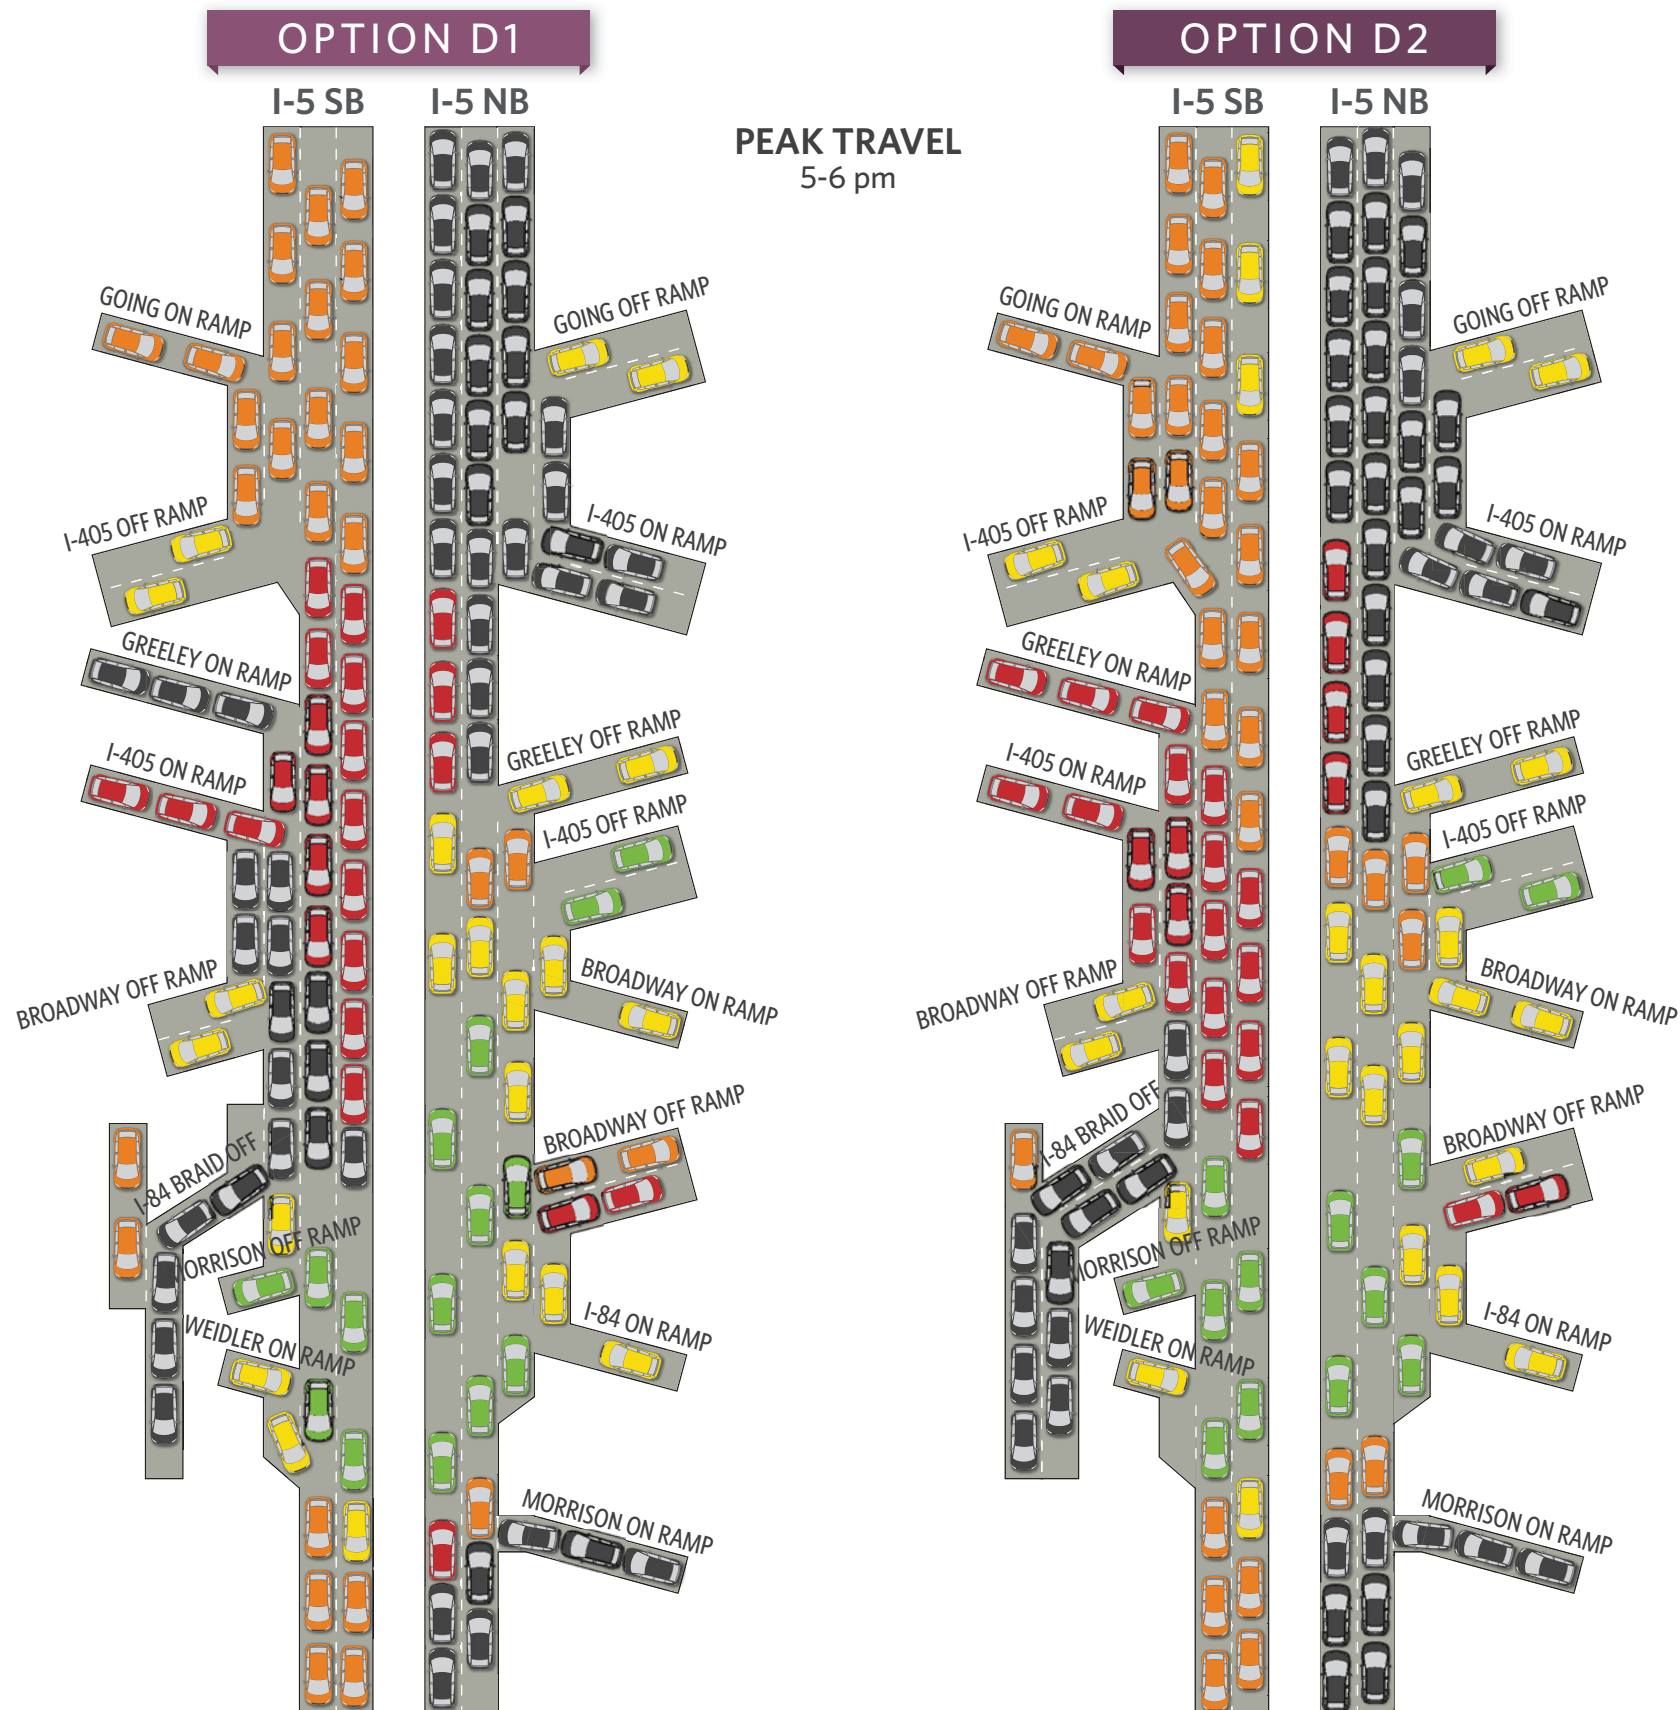 OPTION D1
OPTION D2
I-5 SB
I-5 NB
PEAK TRAVEL
5-6 pm
I-5 SB
I-5 NB
GOING ON RAMP
GOING OFF RAMP
I-405 OFF RAMP
I-405 ON RAMP
GREELEY ON RAMP
GREELEY OFF RAMP
I-405 ON RAMP
I-405 OFF RAMP
BROADWAY OFF RAMP
BROADWAY ON RAMP
I-84 BRAID OFF
BROADWAY OFF RAMP
MORRISON OFF RAMP
WEIDLER ON RAMP
I-84 ON RAMP
MORRISON ON RAMP
GOING ON RAMP
GOING OFF RAMP
I-405 OFF RAMP
I-405 ON RAMP
GREELEY ON RAMP
GREELEY OFF RAMP
I-405 ON RAMP
I-405 OFF RAMP
BROADWAY OFF RAMP
BROADWAY ON RAMP
I-84 BRAID OFF
BROADWAY OFF RAMP
MORRISON OFF RAMP
WEIDLER ON RAMP
I-84 ON RAMP
MORRISON ON RAMP